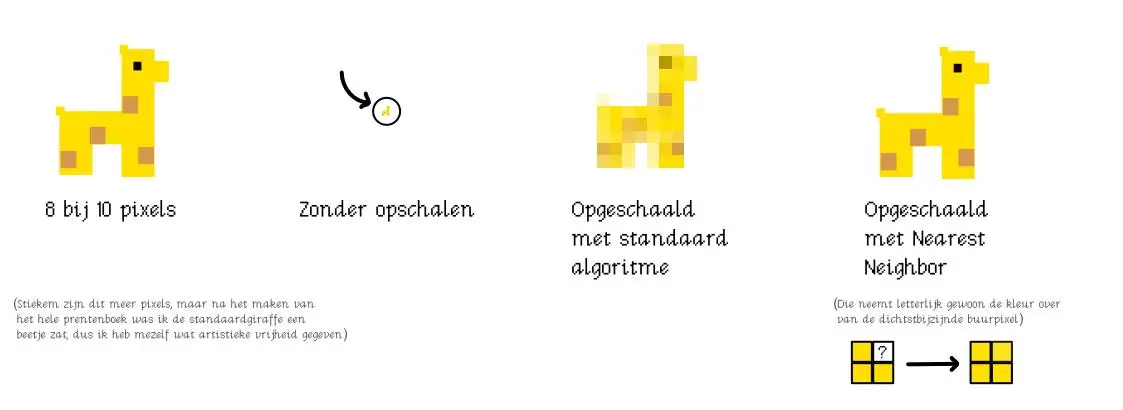 8 bij 10 pixels
(Stiekem zijn dit meer pixels, maar na het maken van
het hele prentenboek was ik de standaardgiraffe een
beetje zat, dus ik heb mezelf wat artistieke vrijheid gegeven)
Zonder opschalen
Opgeschaald
met standaard
algoritme
Opgeschaald
met Nearest
Neighbor
(Die neemt letterlijk gewoon de kleur over
van de dichtstbijzijnde buurpixel)
?